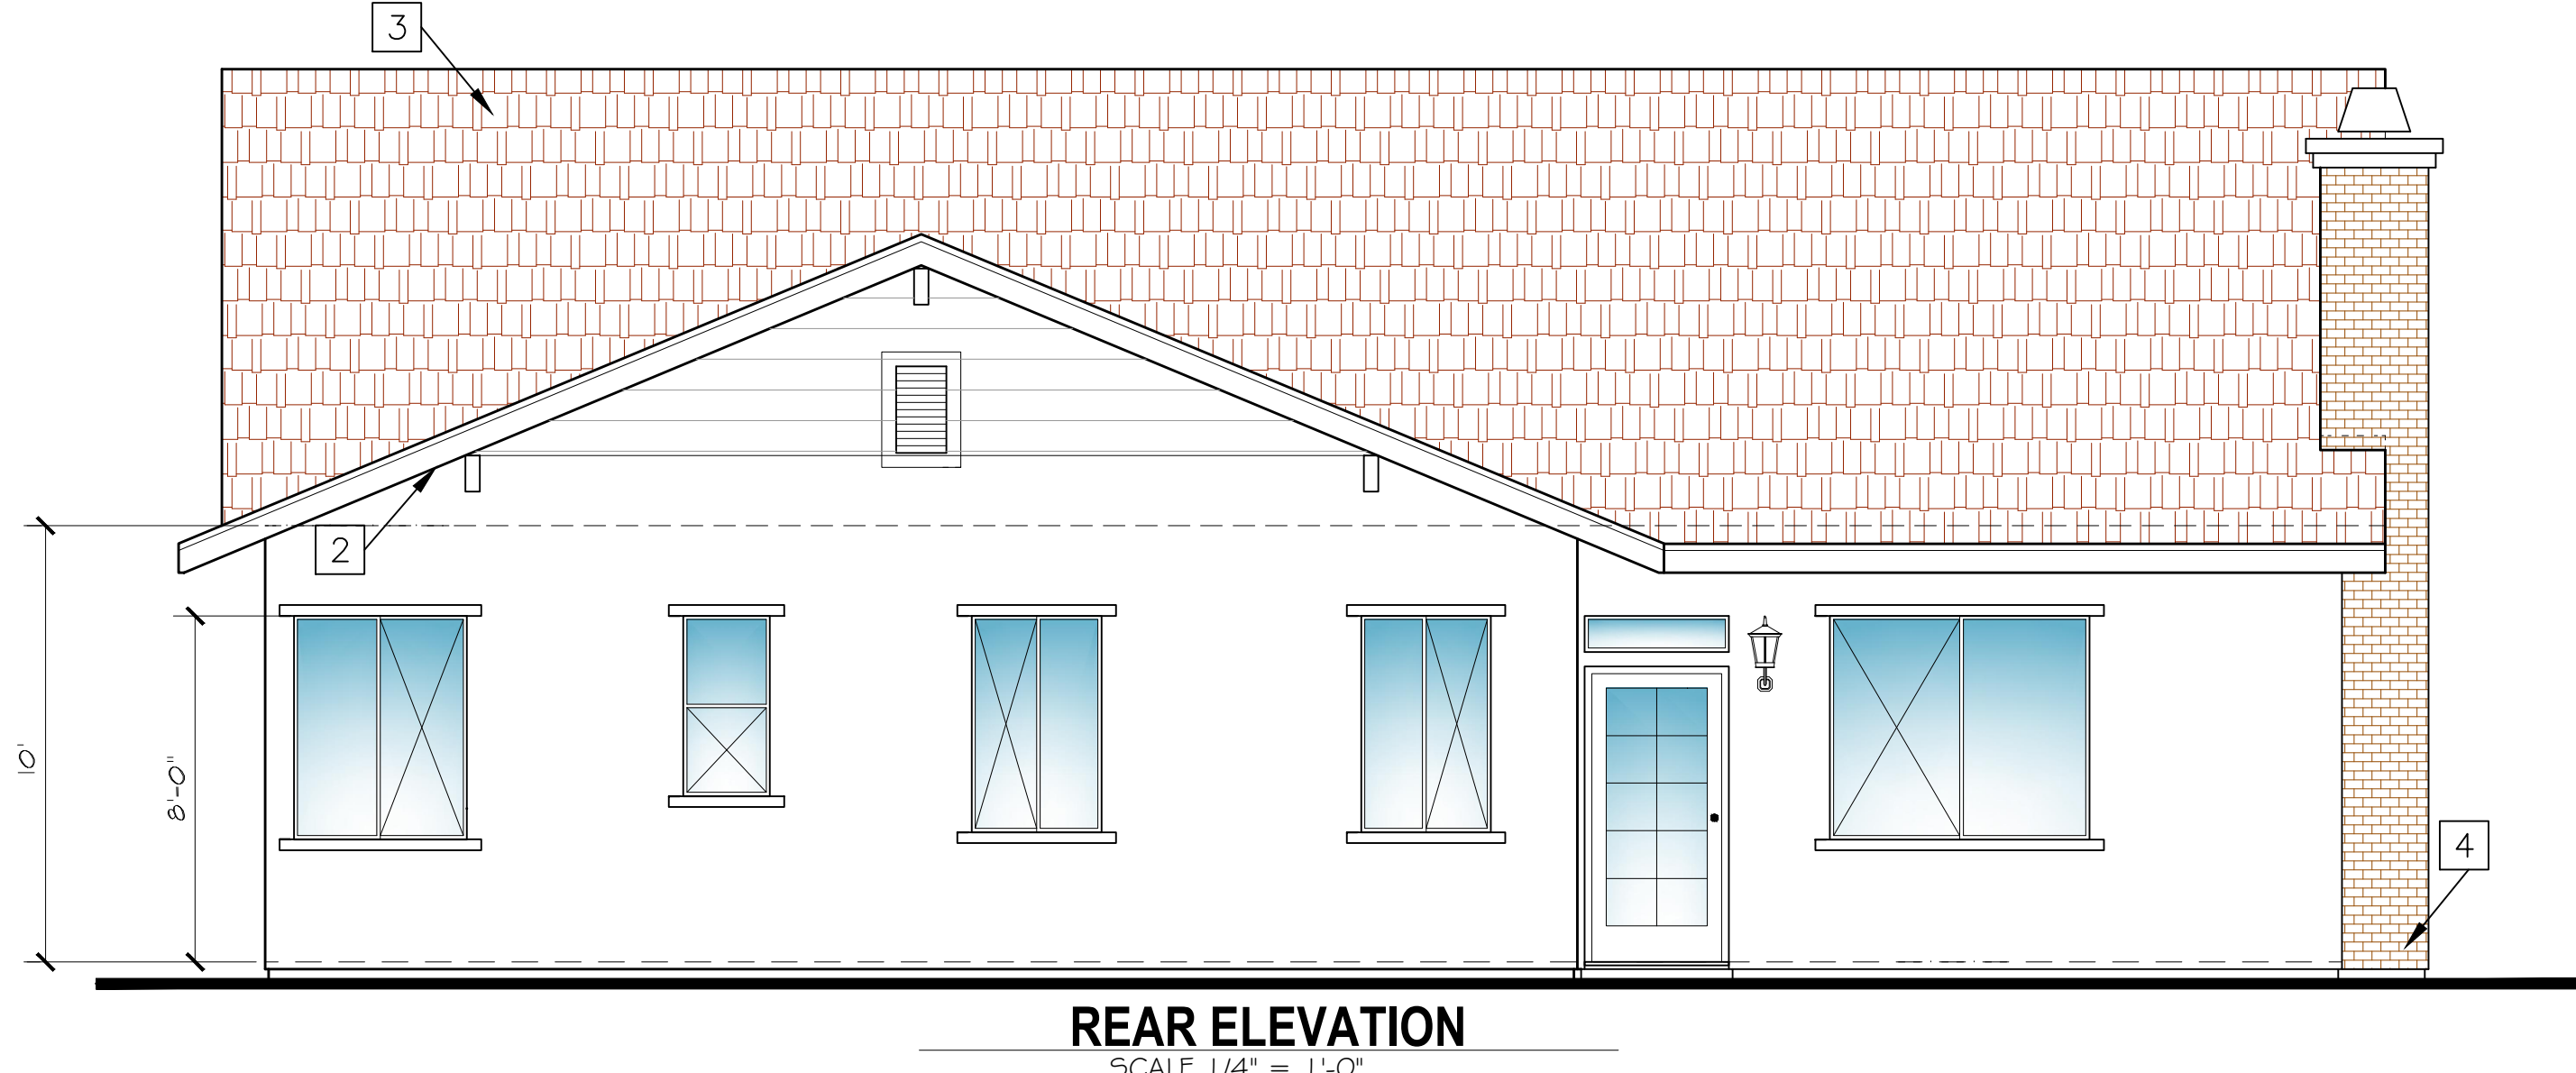 3
2
10'
8'-0"
4
REAR ELEVATION
SCALE 1/4" = 1'-0"